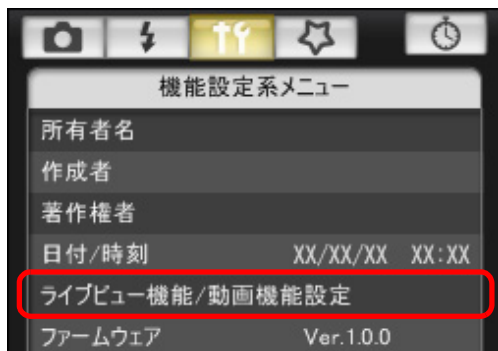 機能設定系メニュー
所有者名
作成者
著作権者
日付/時刻 XX/XX/XX XX:XX
ライブビュー機能/動画機能設定
ファームウェア Ver.1.0.0